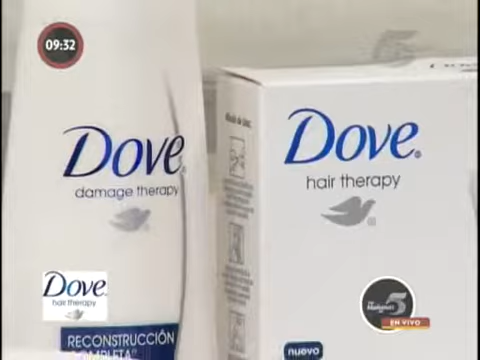 09:32
Dove
damage therapy
RECONSTRUCCIÓN
COMPLETA
Dove
hair therapy
nuevo
Dove
hair therapy
5
EN VIVO